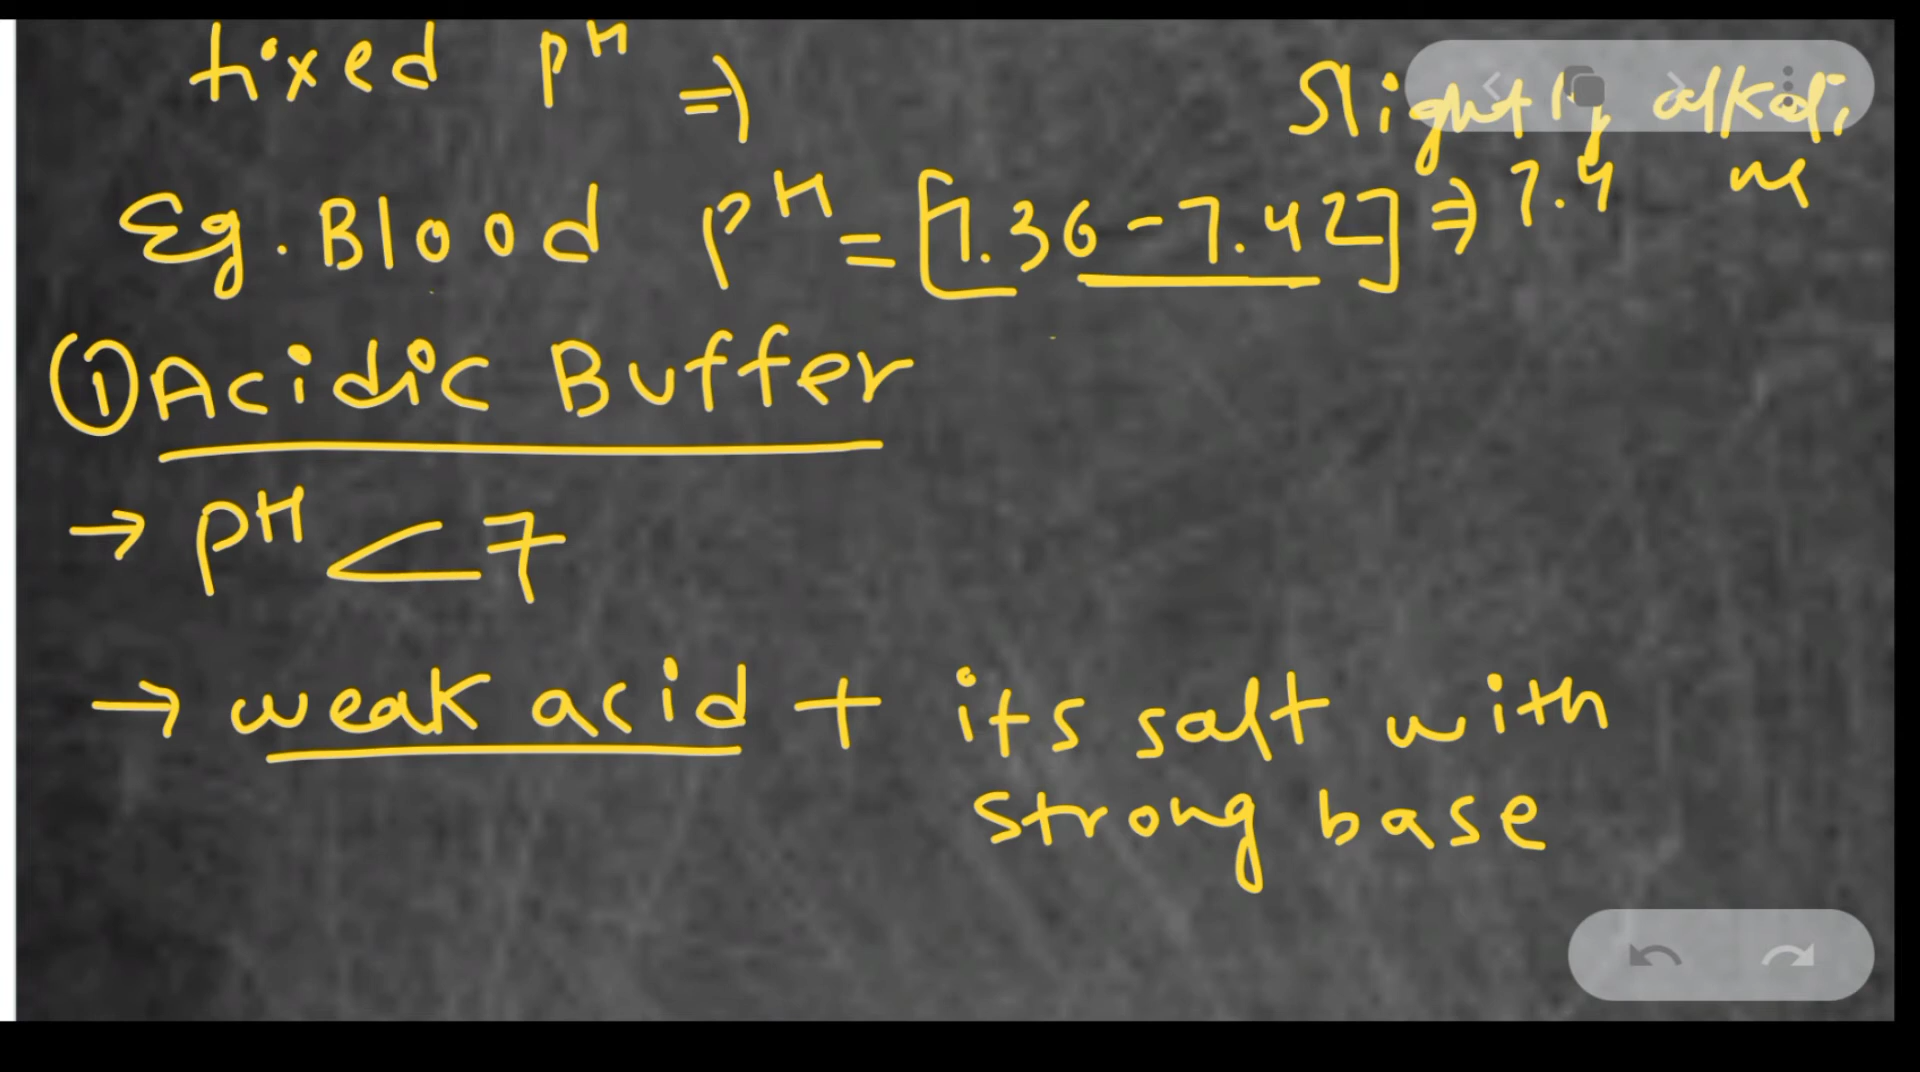 fixed pH ⇒
Slightly alkaline
Eg. Blood pH = [7.36-7.42] ⇒ 7.4
① Acidic Buffer
→ pH < 7
→ weak acid + its salt with
strong base